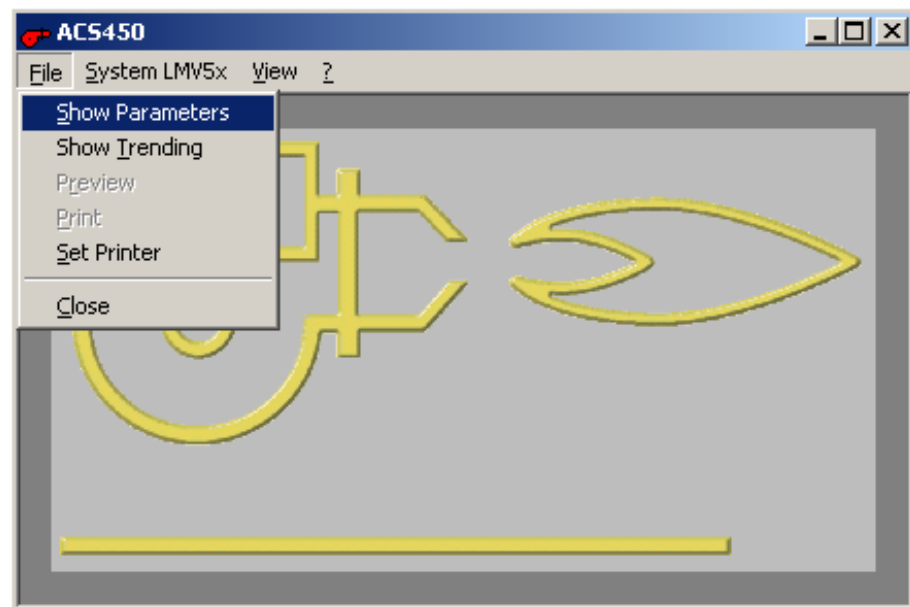 ACS450
File System LMV5x View ?
Show Parameters
Show Trending
Preview
Print
Set Printer
Close